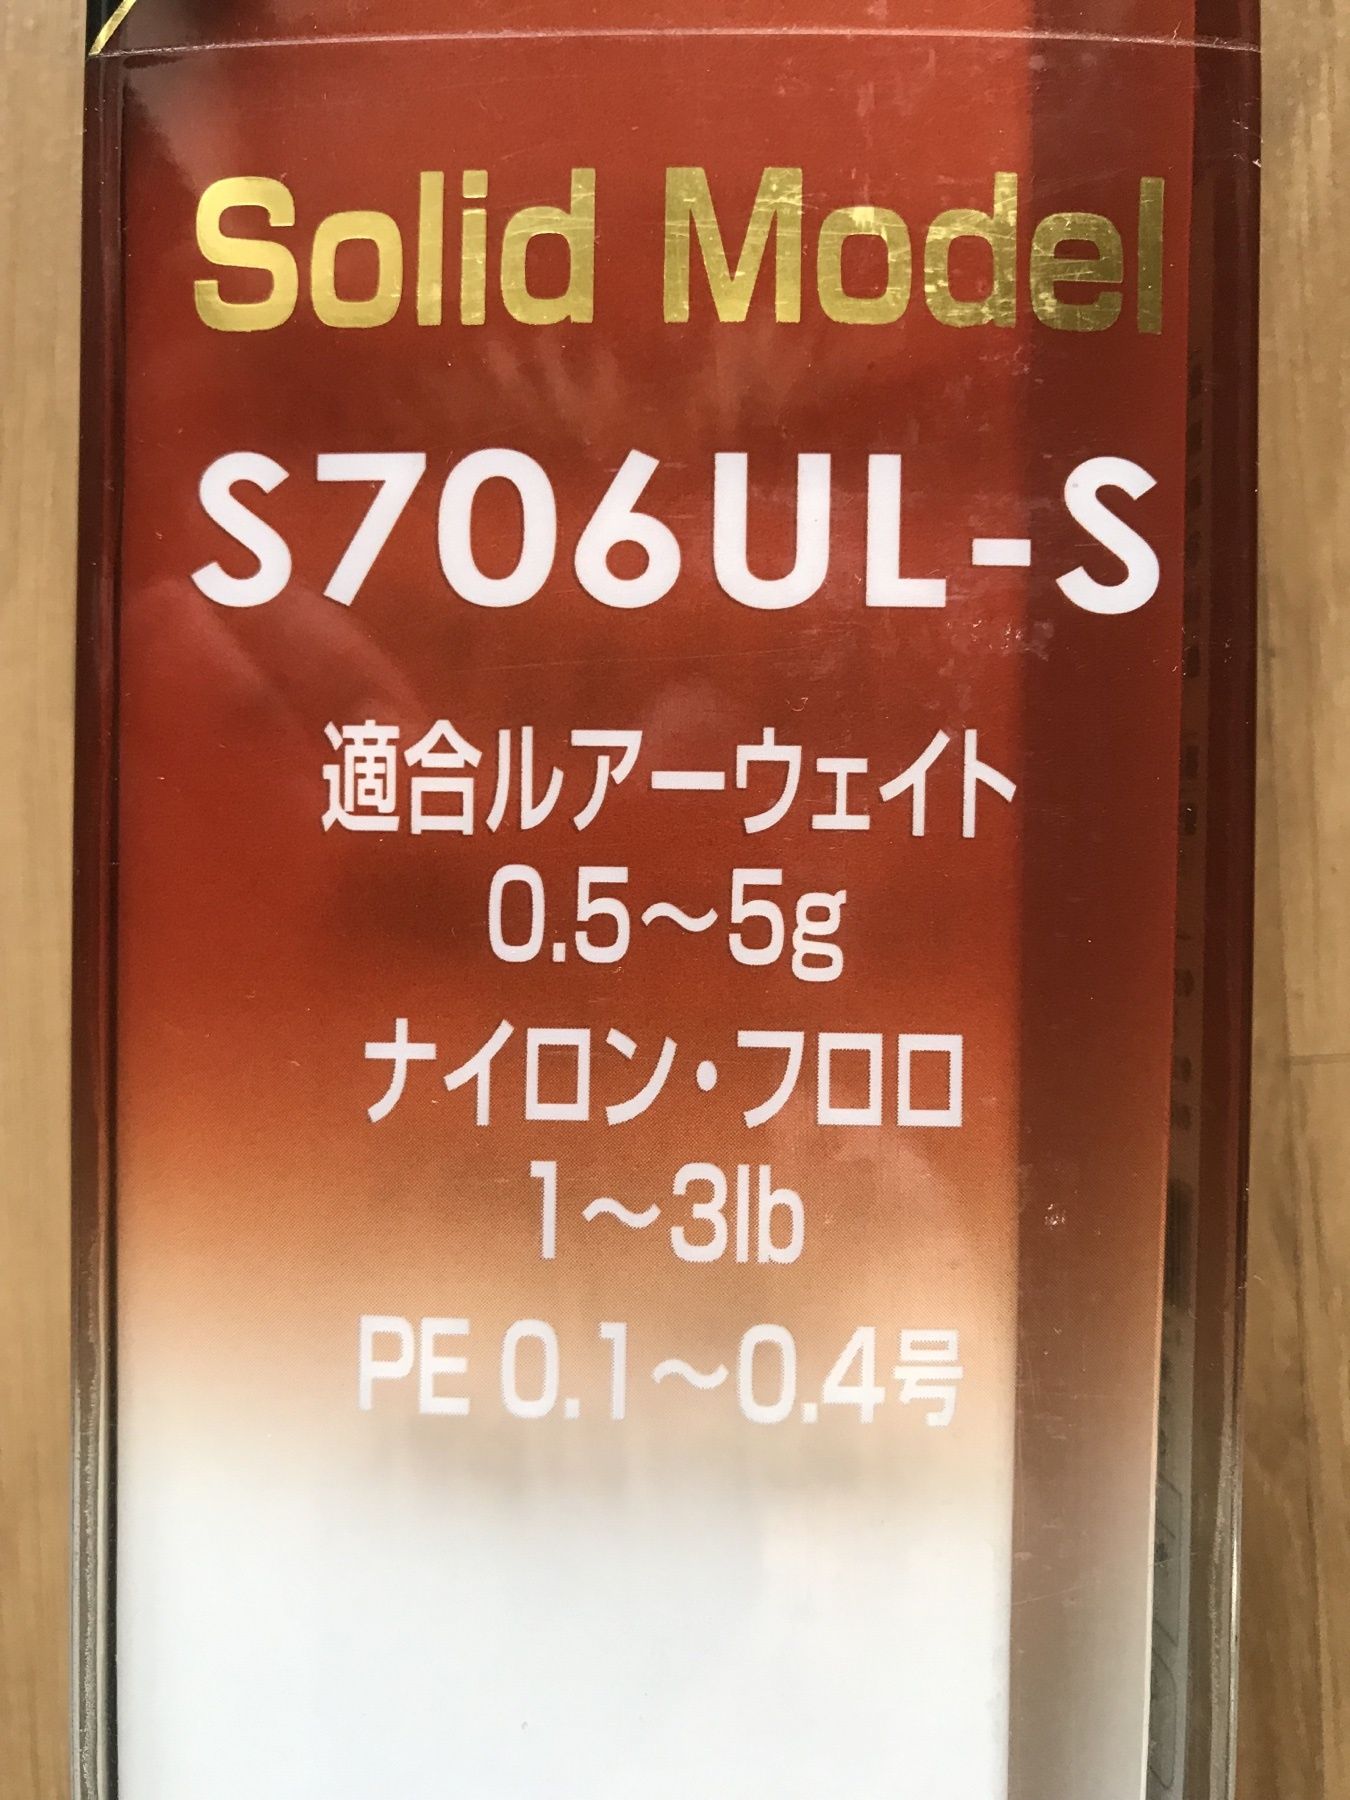 Solid Model
S706UL-S
適合ルアーウェイト
0.5～5g
ナイロン・フロロ
1～3lb
PE 0.1～0.4号